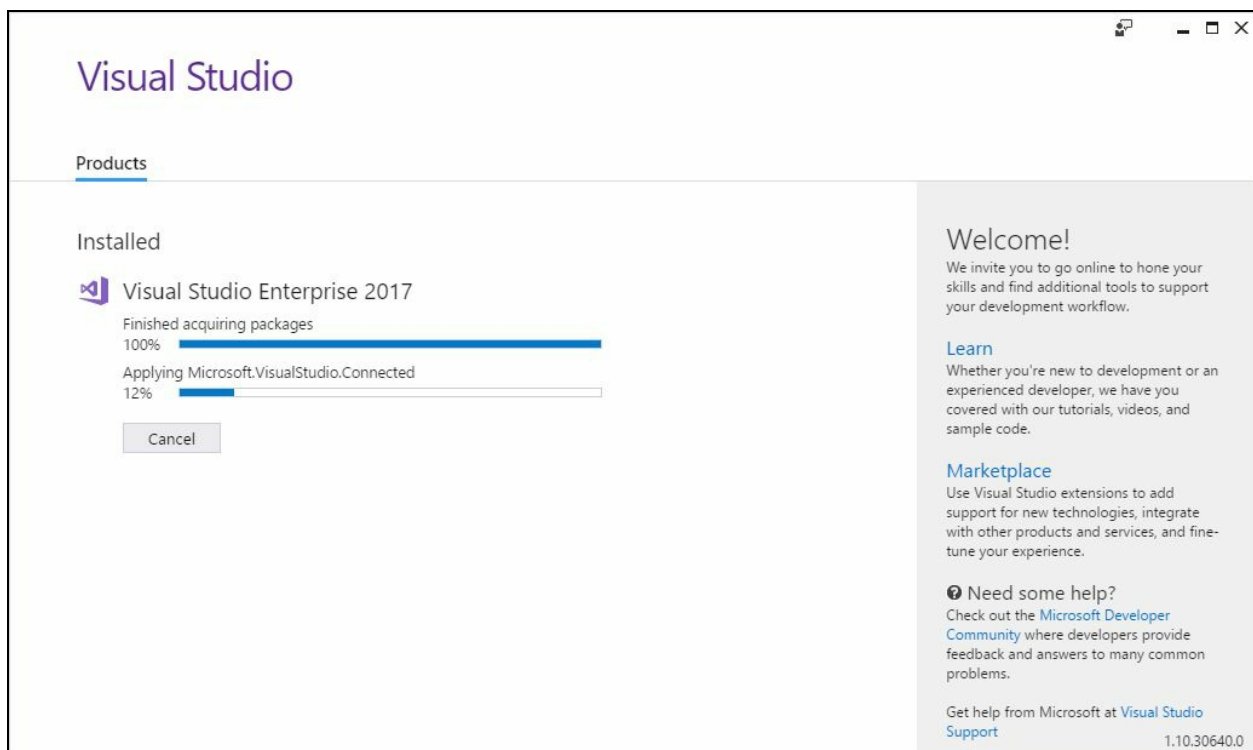 Visual Studio
Products
Installed
Visual Studio Enterprise 2017
Finished acquiring packages
100%
Applying Microsoft.VisualStudio.Connected
12%
Cancel
Welcome!
We invite you to go online to hone your
skills and find additional tools to support
your development workflow.
Learn
Whether you're new to development or an
experienced developer, we have you
covered with our tutorials, videos, and
sample code.
Marketplace
Use Visual Studio extensions to add
support for new technologies, integrate
with other products and services, and fine-
tune your experience.
Need some help?
Check out the Microsoft Developer
Community where developers provide
feedback and answers to many common
problems.
Get help from Microsoft at Visual Studio
Support
1.10.30640.0